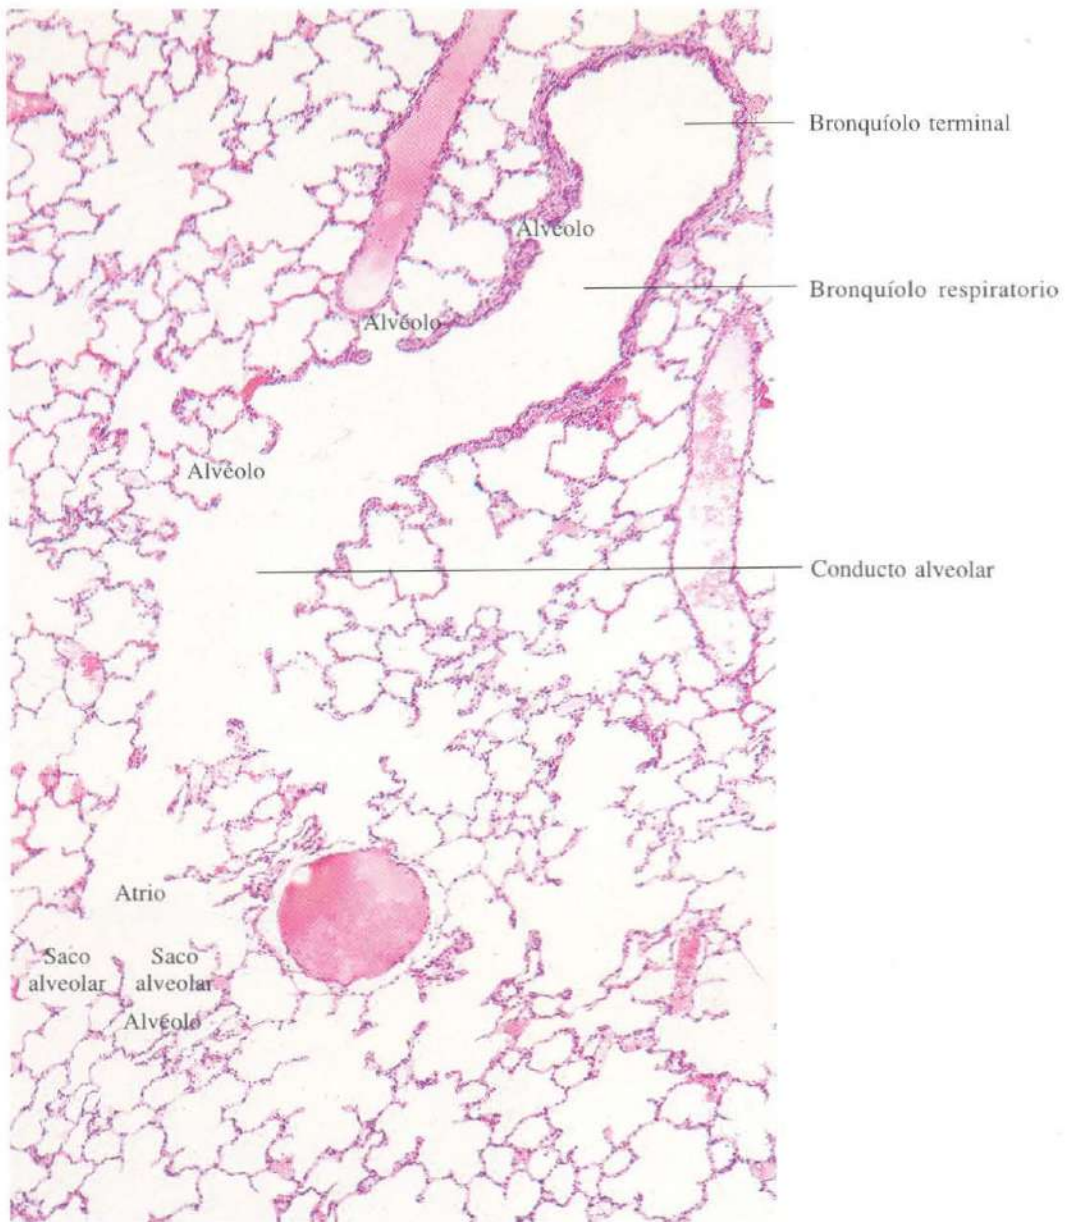 Bronquíolo terminal
Alvéolo
Bronquíolo respiratorio
Alvéolo
Alvéolo
Conducto alveolar
Atrio
Saco
alveolar
Saco
alveolar
Alvéolo